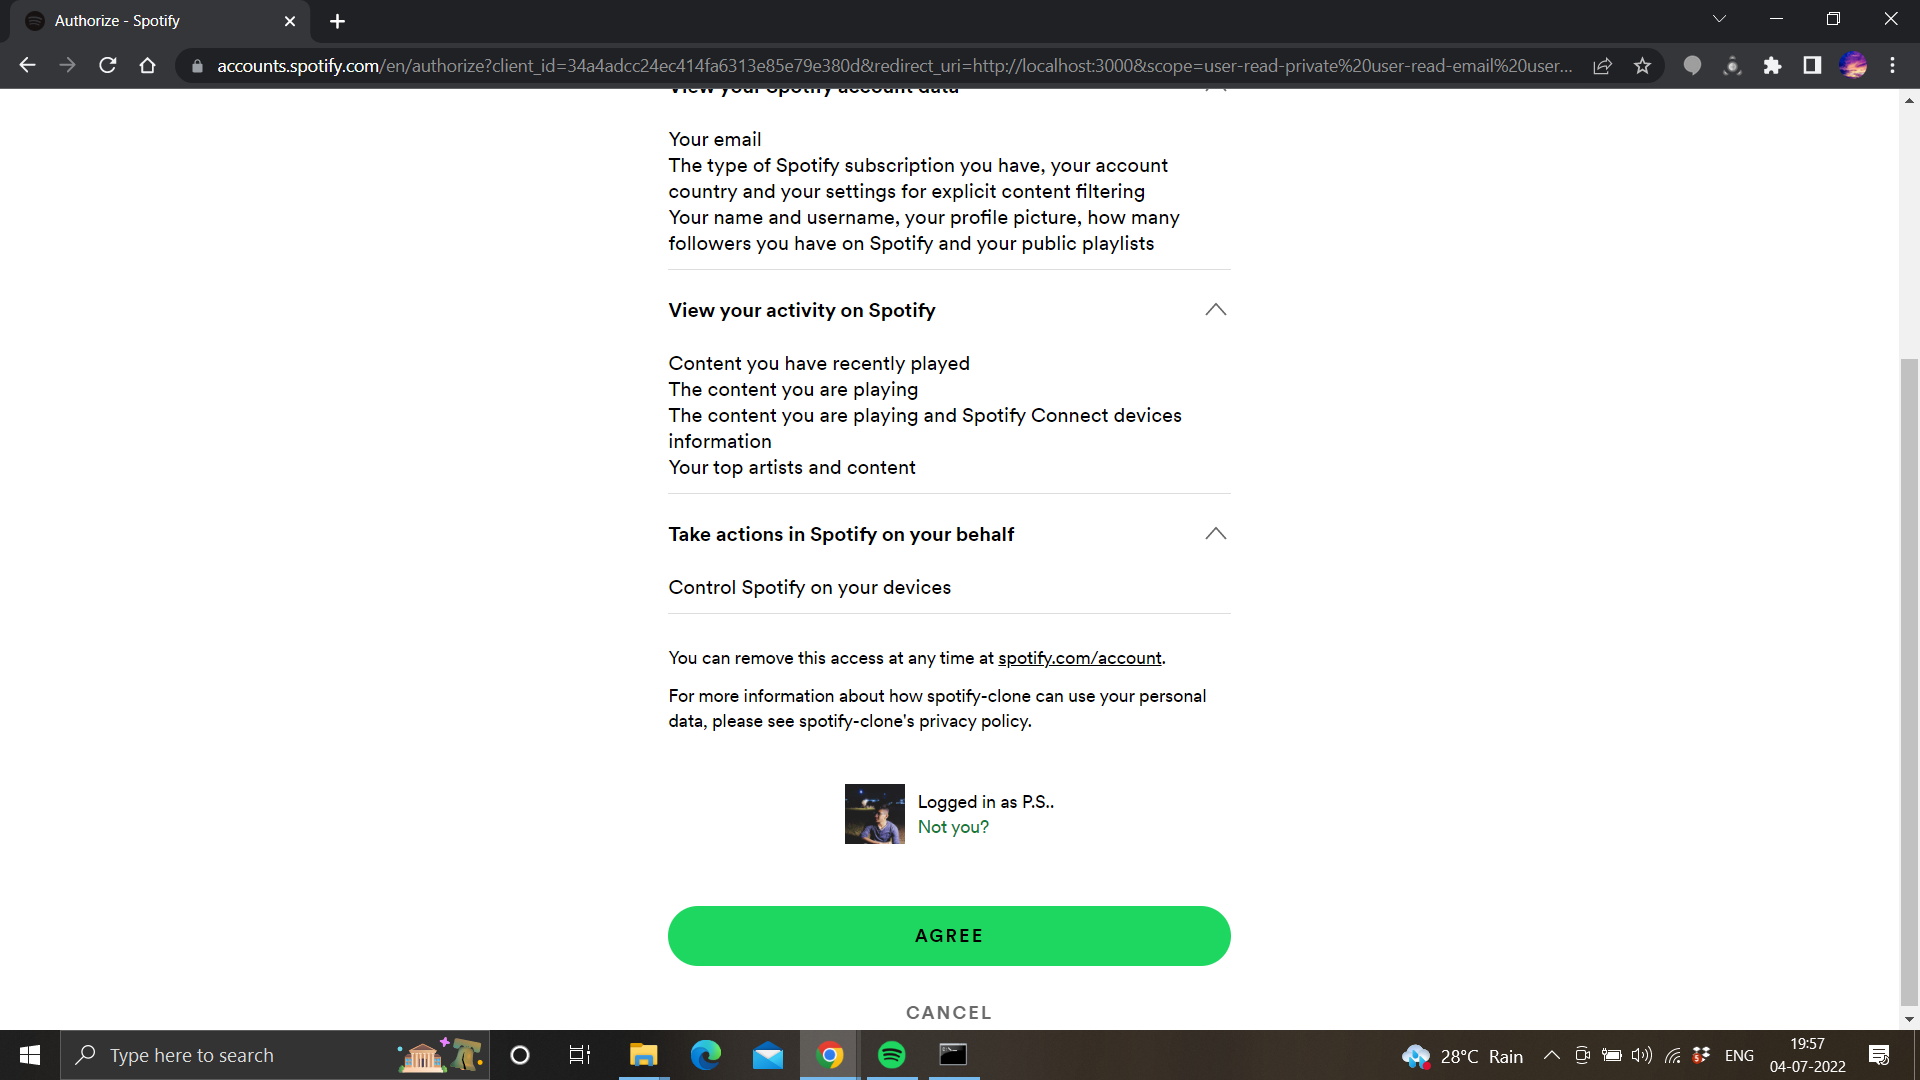 Authorize - Spotify
accounts.spotify.com/en/authorize?client_id=34a4adcc24ec414fa6313e85e79e380d&redirect_uri=http://localhost:3000&scope=user-read-private%20user-read-email%20user...
View your Spotify account data
Your email
The type of Spotify subscription you have, your account
country and your settings for explicit content filtering
Your name and username, your profile picture, how many
followers you have on Spotify and your public playlists
View your activity on Spotify
Content you have recently played
The content you are playing
The content you are playing and Spotify Connect devices
information
Your top artists and content
Take actions in Spotify on your behalf
Control Spotify on your devices
You can remove this access at any time at spotify.com/account.
For more information about how spotify-clone can use your personal
data, please see spotify-clone's privacy policy.
Logged in as P.S..
Not you?
AGREE
CANCEL
Type here to search
28°C Rain
ENG
19:57
04-07-2022